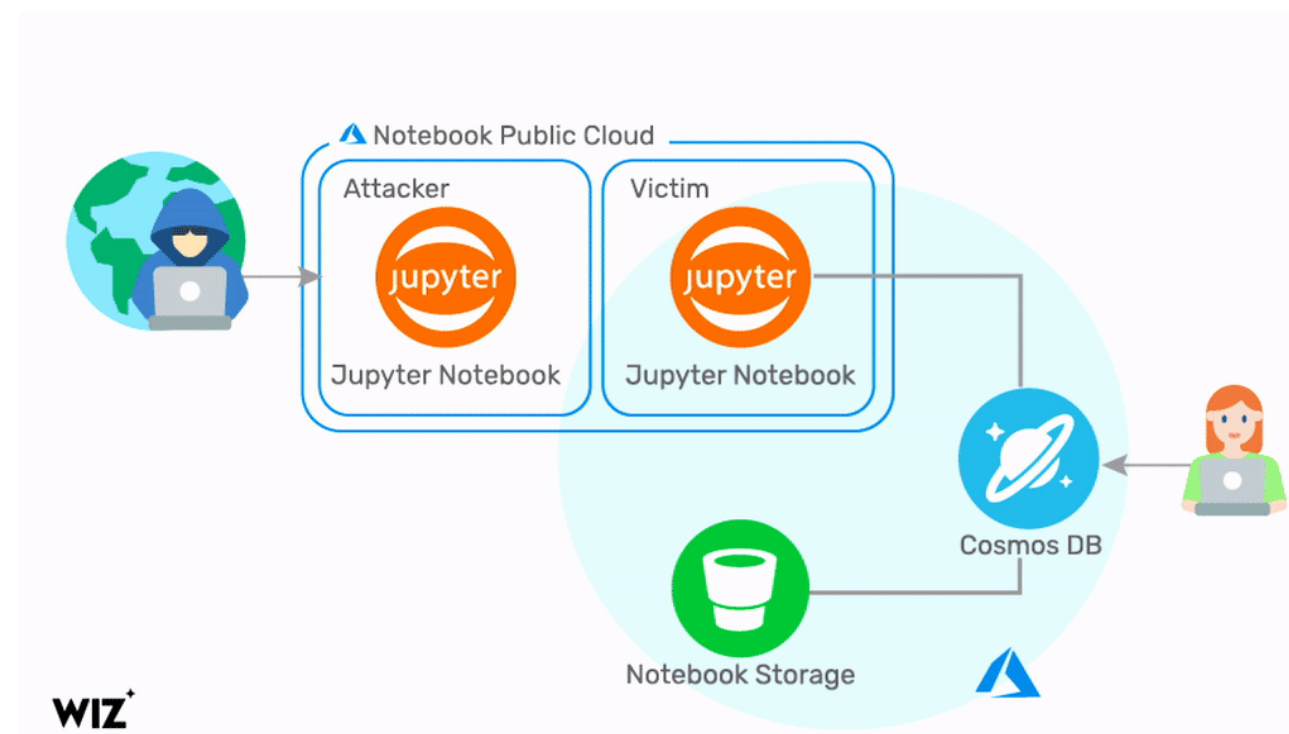 Notebook Public Cloud
Attacker
Victim
jupyter
jupyter
Jupyter Notebook
Jupyter Notebook
Cosmos DB
Notebook Storage
WIZ